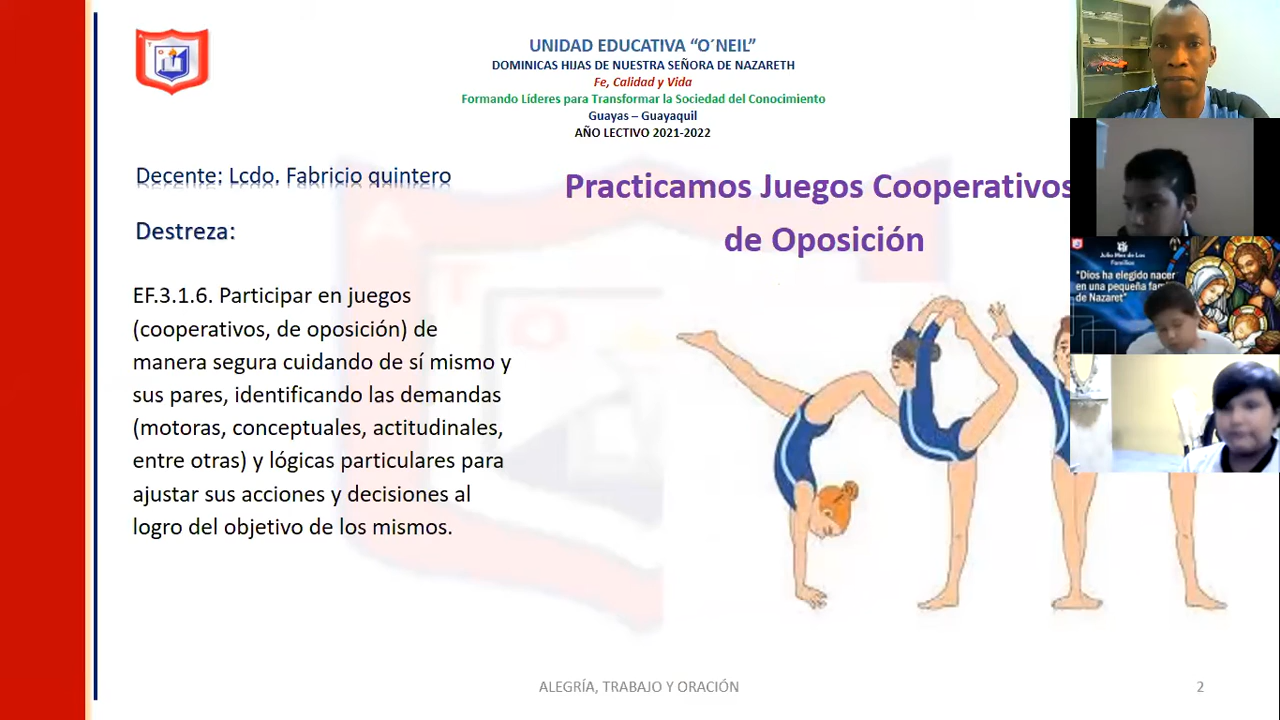 UNIDAD EDUCATIVA “O´NEIL”
DOMINICAS HIJAS DE NUESTRA SEÑORA DE NAZARETH
Fe, Calidad y Vida
Formando Líderes para Transformar la Sociedad del Conocimiento
Guayas – Guayaquil
AÑO LECTIVO 2021-2022
Decente: Lcdo. Fabricio quintero
Practicamos Juegos Cooperativos
de Oposición
Destreza:
EF.3.1.6. Participar en juegos
(cooperativos, de oposición) de
manera segura cuidando de sí mismo y
sus pares, identificando las demandas
(motoras, conceptuales, actitudinales,
entre otras) y lógicas particulares para
ajustar sus acciones y decisiones al
logro del objetivo de los mismos.
"Dios ha elegido nacer
en una pequeña
de Nazaret"
ALEGRÍA, TRABAJO Y ORACIÓN
2